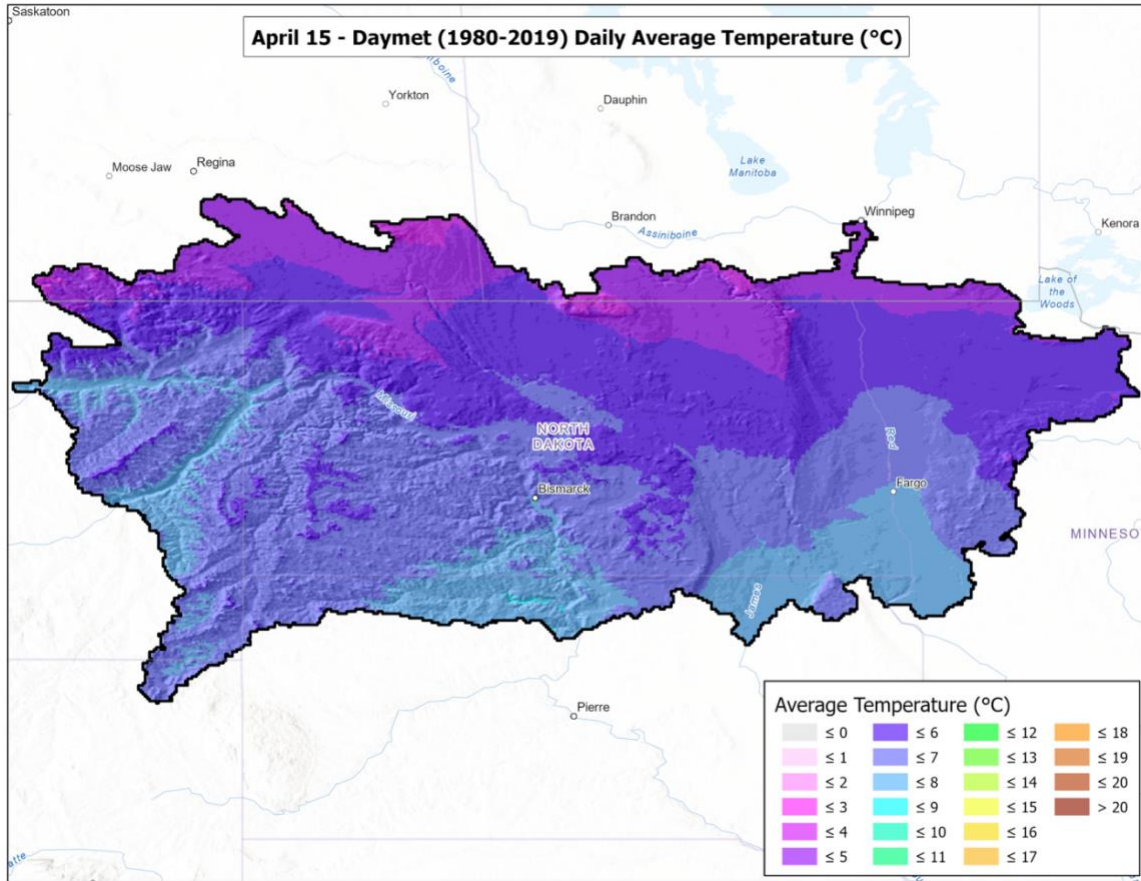 Saskatoon
April 15 - Daymet (1980-2019) Daily Average Temperature (°C)
Yorkton
Dauphin
Lake
Manitoba
Moose Jaw
Regina
Brandon
Assiniboine
Winnipeg
Kenora
Lake of
the
Woods
Missouri
NORTH
DAKOTA
Red
Bismarck
Fargo
MINNESO
James
Pierre
Average Temperature (°C)
≤ 0
≤ 1
≤ 2
≤ 3
≤ 4
≤ 5
≤ 6
≤ 7
≤ 8
≤ 9
≤ 10
≤ 11
≤ 12
≤ 13
≤ 14
≤ 15
≤ 16
≤ 17
≤ 18
≤ 19
≤ 20
> 20
atte